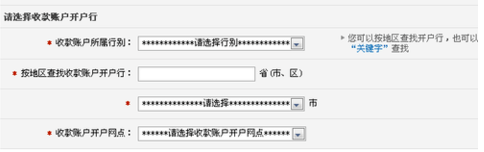 请选择收款账户开户行
* 收款账户所属行别： ************请选择行别************
▸ 您可以按地区查找开户行，也可以
“关键字”查找
* 按地区查找收款账户开户行： 省(市、区)
* **************请选择************** 市
* 收款账户开户网点： ******请选择收款账户开户网点******